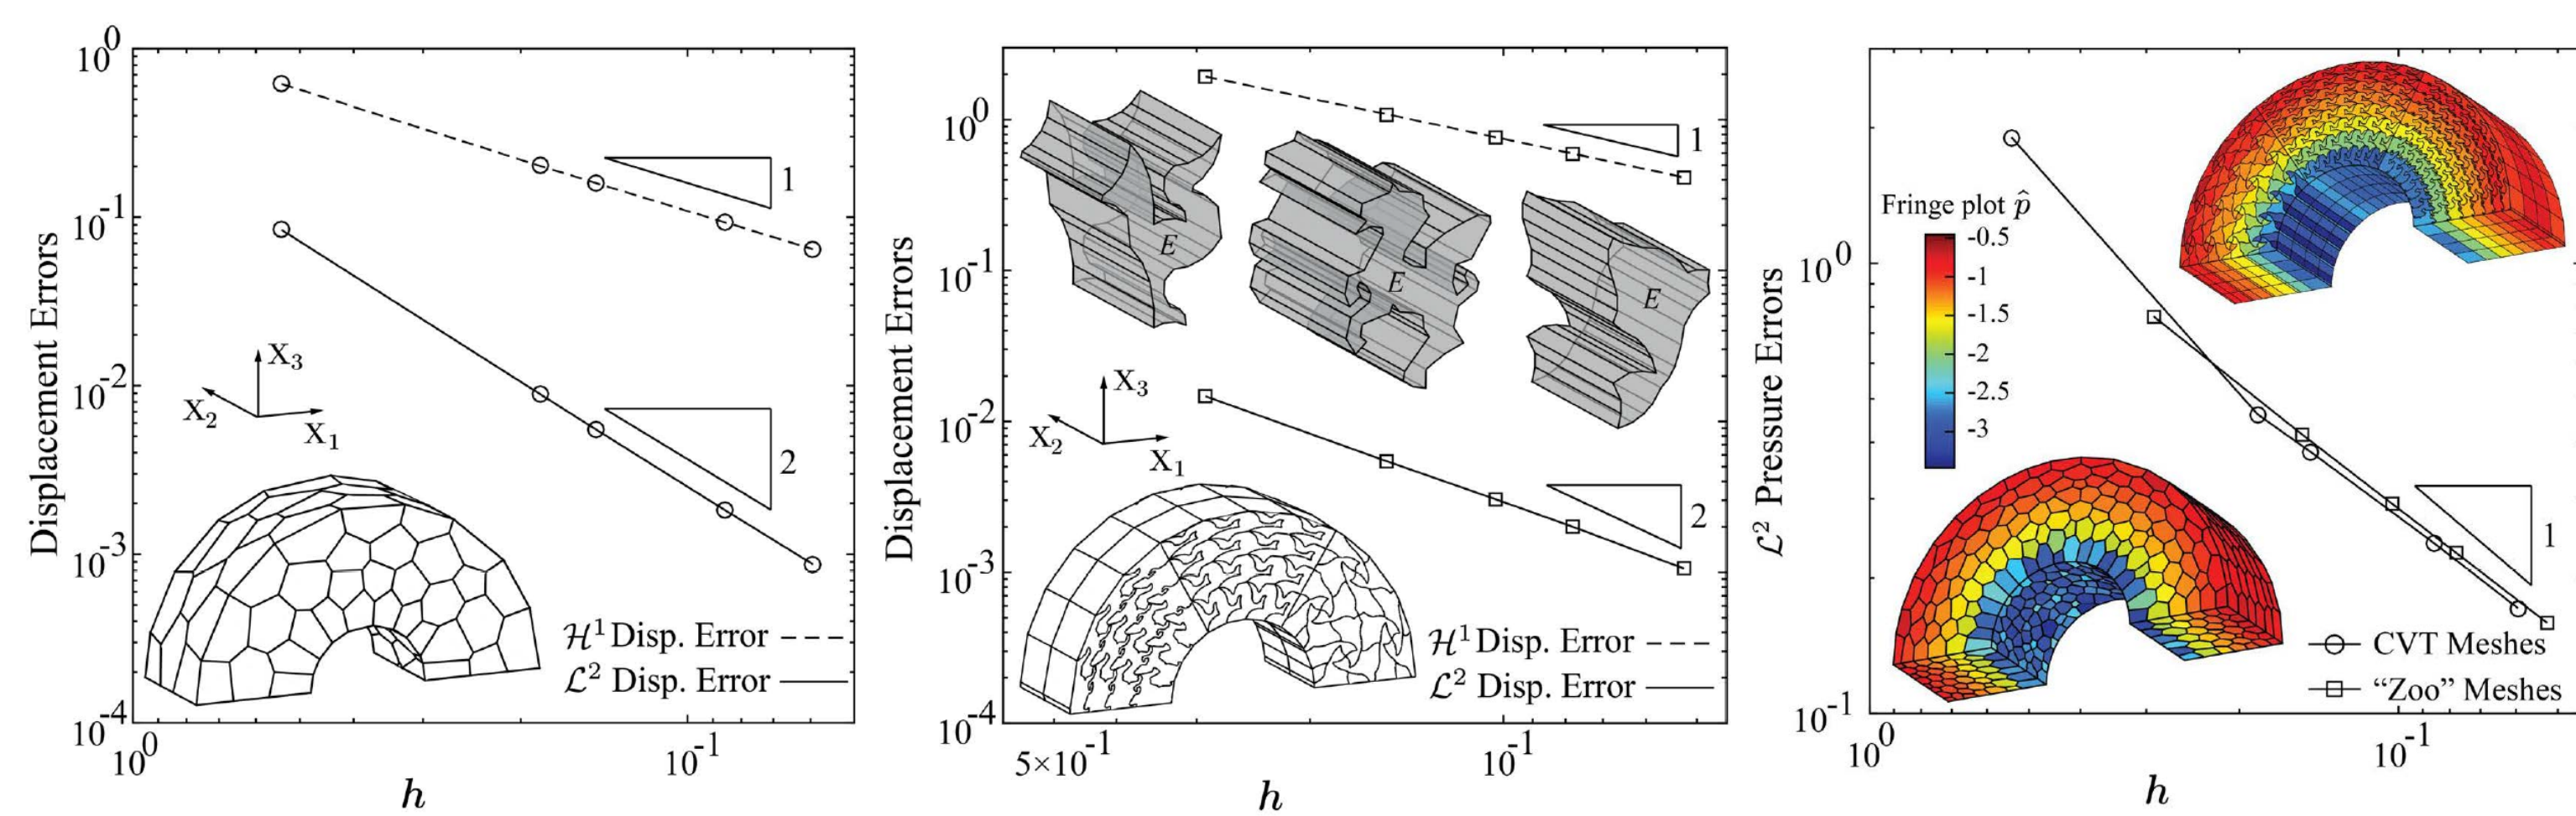 Displacement Errors
10^0
10^-1
10^-2
10^-3
10^-4
1
2
X3
X2
X1
ℋ^1 Disp. Error
ℒ^2 Disp. Error
10^0
10^-1
h
Displacement Errors
10^0
10^-1
10^-2
10^-3
10^-4
E
E
E
1
2
X3
X2
X1
ℋ^1 Disp. Error
ℒ^2 Disp. Error
5×10^-1
10^-1
h
ℒ^2 Pressure Errors
10^0
10^-1
Fringe plot p̂
-0.5
-1
-1.5
-2
-2.5
-3
1
CVT Meshes
“Zoo” Meshes
10^0
10^-1
h